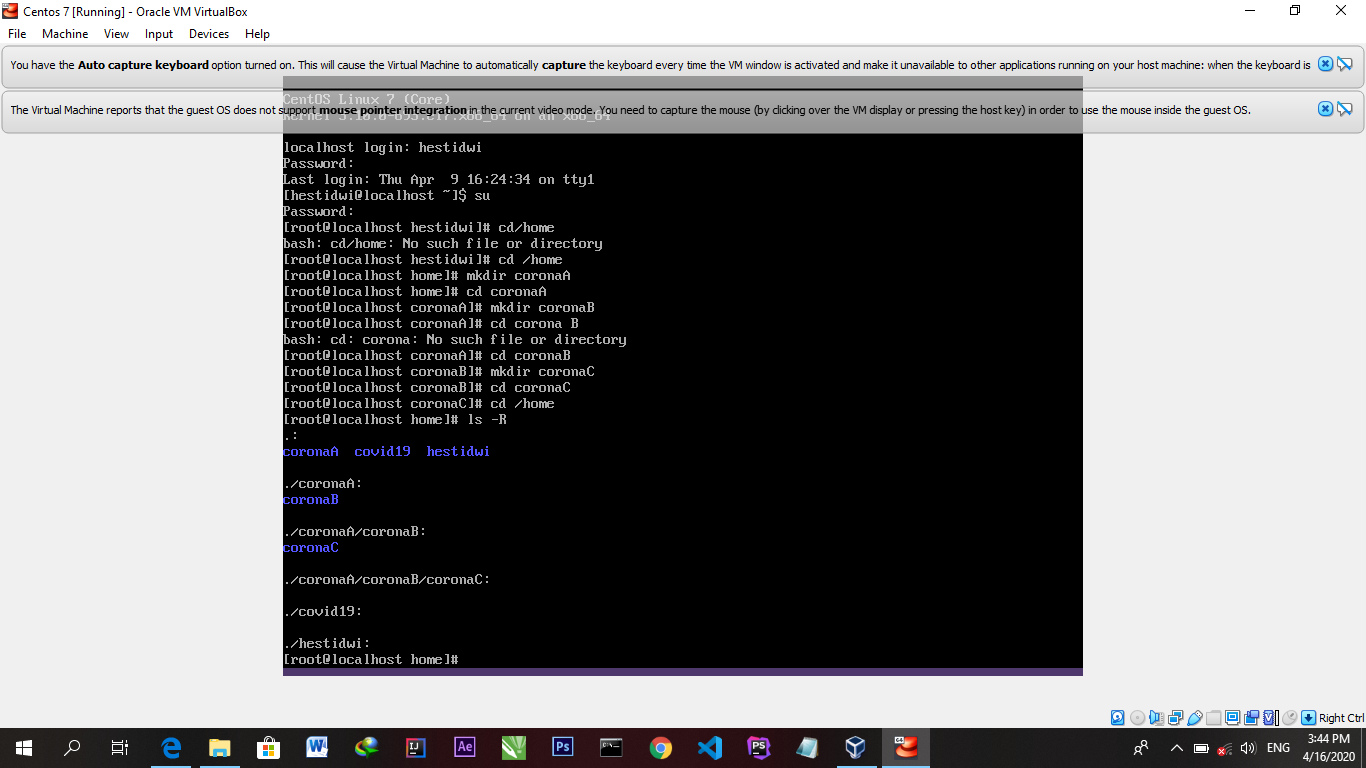 Centos 7 [Running] - Oracle VM VirtualBox
File Machine View Input Devices Help
You have the Auto capture keyboard option turned on. This will cause the Virtual Machine to automatically capture the keyboard every time the VM window is activated and make it unavailable to other applications running on your host machine: when the keyboard is
CentOS Linux 7 (Core)
The Virtual Machine reports that the guest OS does not support mouse pointer integration in the current video mode. You need to capture the mouse (by clicking over the VM display or pressing the host key) in order to use the mouse inside the guest OS.
localhost login: hestidwi
Password:
Last login: Thu Apr  9 16:24:34 on tty1
[hestidwi@localhost ~]$ su
Password:
[root@localhost hestidwi]# cd/home
bash: cd/home: No such file or directory
[root@localhost hestidwi]# cd /home
[root@localhost home]# mkdir coronaA
[root@localhost home]# cd coronaA
[root@localhost coronaA]# mkdir coronaB
[root@localhost coronaA]# cd corona B
bash: cd: corona: No such file or directory
[root@localhost coronaA]# cd coronaB
[root@localhost coronaB]# mkdir coronaC
[root@localhost coronaB]# cd coronaC
[root@localhost coronaC]# cd /home
[root@localhost home]# ls -R
.:
coronaA  covid19  hestidwi
./coronaA:
coronaB
./coronaA/coronaB:
coronaC
./coronaA/coronaB/coronaC:
./covid19:
./hestidwi:
[root@localhost home]#
Right Ctrl
ENG
3:44 PM
4/16/2020